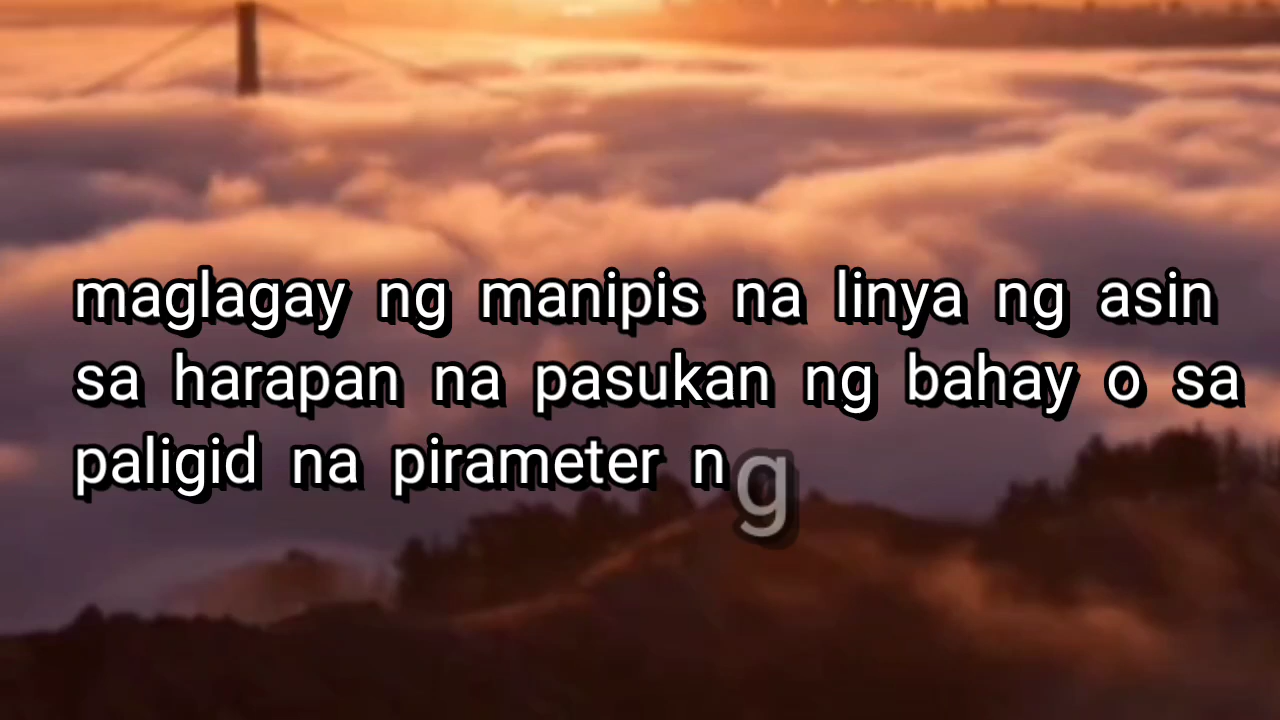 maglagay ng manipis na linya ng asin
sa harapan na pasukan ng bahay o sa
paligid na pirameter ng